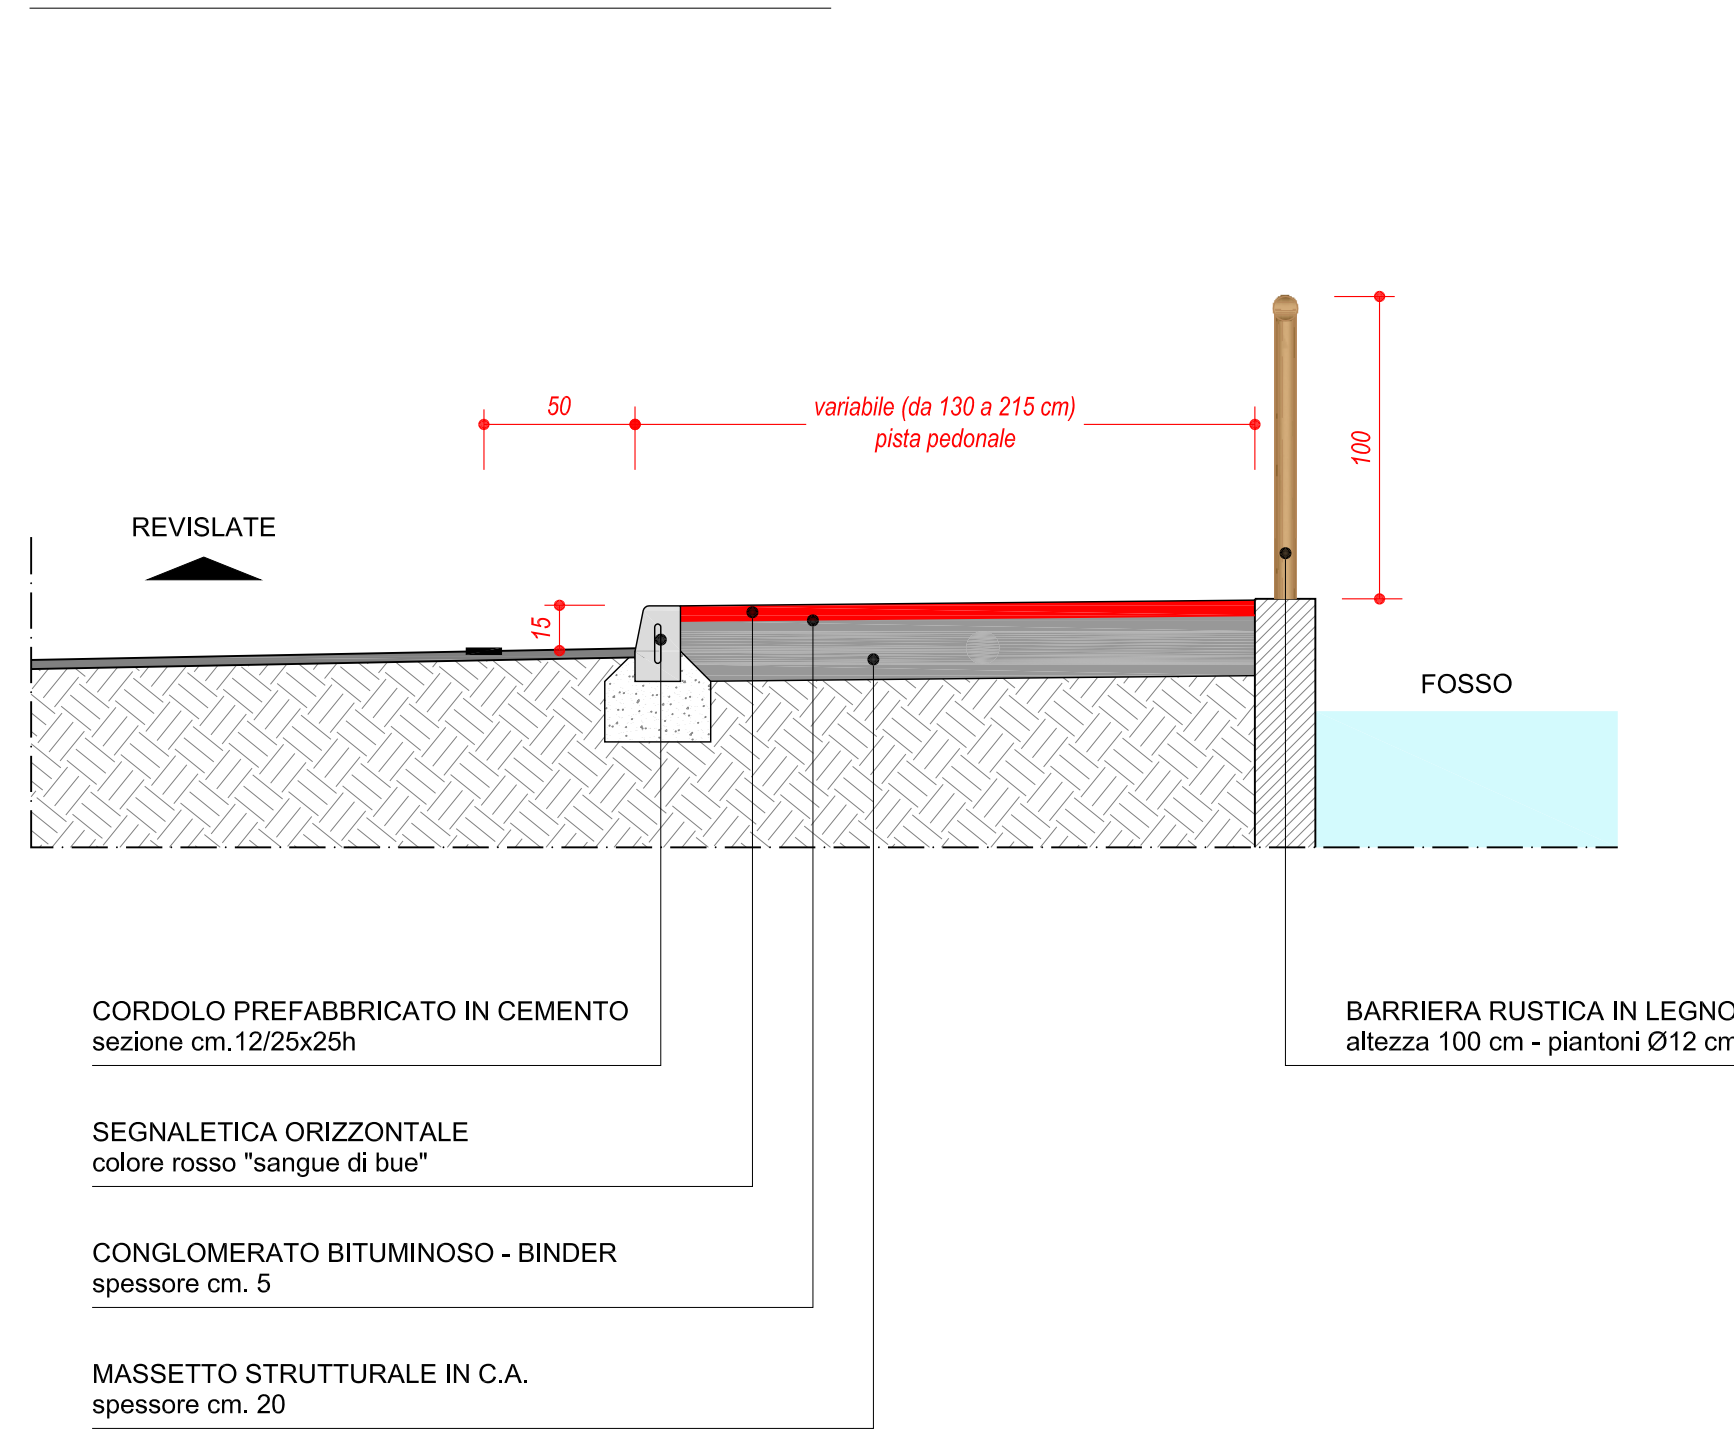 50
variabile (da 130 a 215 cm)
pista pedonale
100
REVISLATE
15
FOSSO
CORDOLO PREFABBRICATO IN CEMENTO
sezione cm.12/25x25h
BARRIERA RUSTICA IN LEGNO
altezza 100 cm - piantoni Ø12 cm
SEGNALETICA ORIZZONTALE
colore rosso "sangue di bue"
CONGLOMERATO BITUMINOSO - BINDER
spessore cm. 5
MASSETTO STRUTTURALE IN C.A.
spessore cm. 20